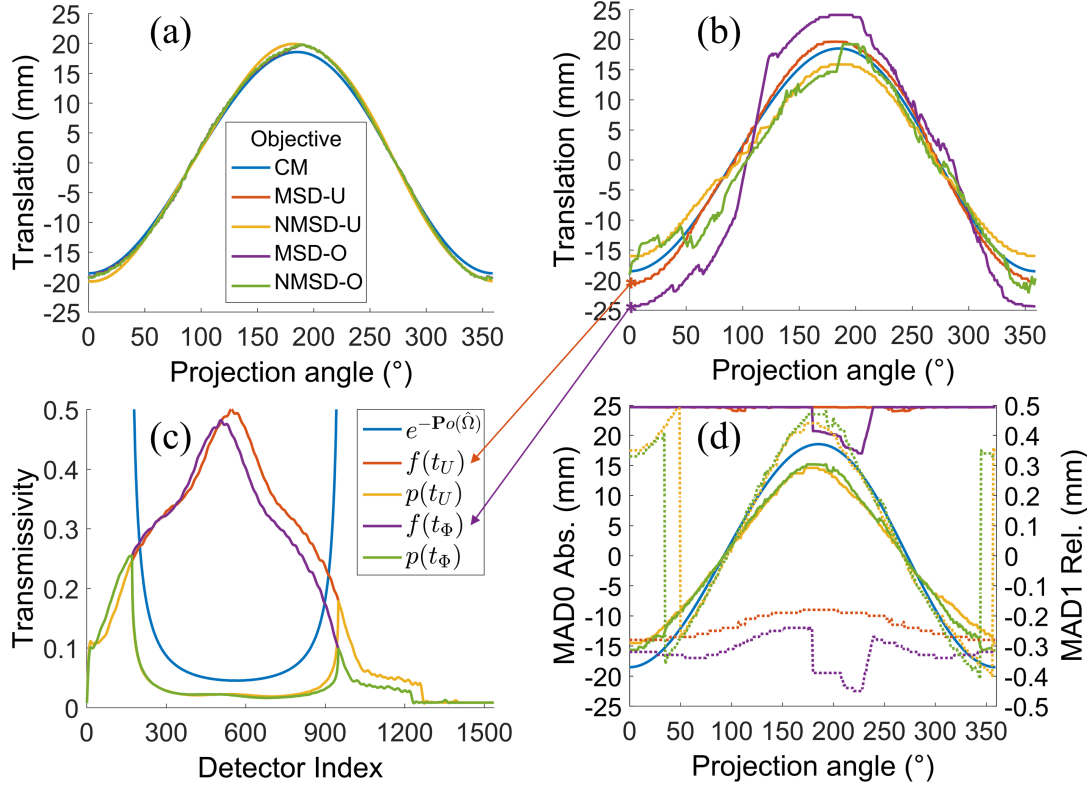 (a)
25
20
15
10
5
0
-5
-10
-15
-20
-25
Translation (mm)
Objective
CM
MSD-U
NMSD-U
MSD-O
NMSD-O
0 50 100 150 200 250 300 350
Projection angle (°)
(b)
25
20
15
10
5
0
-5
-10
-15
-20
-25
Translation (mm)
0 50 100 150 200 250 300 350
Projection angle (°)
(c)
0.5
0.4
0.3
0.2
0.1
0
Transmissivity
e^{-Po(Ω̂)}
f(t_U)
p(t_U)
f(t_Φ)
p(t_Φ)
0 300 600 900 1200 1500
Detector Index
(d)
25
20
15
10
5
0
-5
-10
-15
-20
-25
MAD0 Abs. (mm)
0.5
0.4
0.3
0.2
0.1
0
-0.1
-0.2
-0.3
-0.4
-0.5
MAD1 Rel. (mm)
0 50 100 150 200 250 300 350
Projection angle (°)